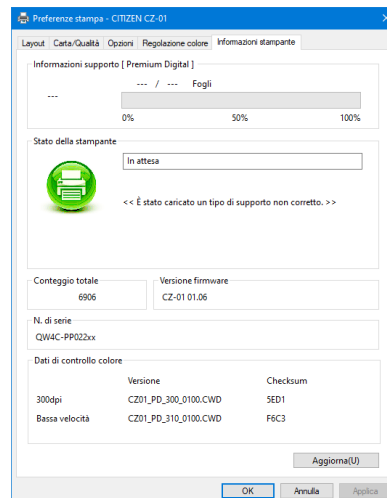 Preferenze stampa - CITIZEN CZ-01
Layout Carta/Qualità Opzioni Regolazione colore Informazioni stampante
Informazioni supporto [ Premium Digital ]
--- / --- Fogli
---
0% 50% 100%
Stato della stampante
In attesa
<< È stato caricato un tipo di supporto non corretto. >>
Conteggio totale Versione firmware
6906 CZ-01 01.06
N. di serie
QW4C-PP022xx
Dati di controllo colore
Versione Checksum
300dpi CZ01_PD_300_0100.CWD 5ED1
Bassa velocità CZ01_PD_310_0100.CWD F6C3
Aggiorna(U)
OK Annulla Applica